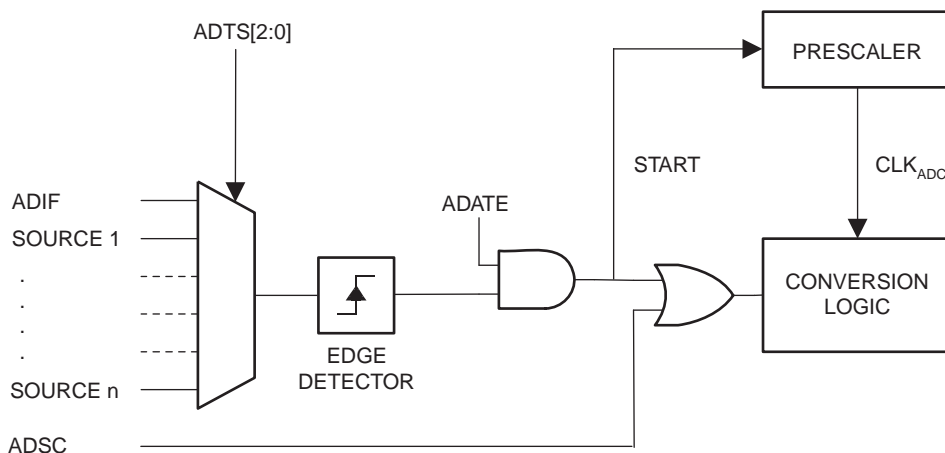 ADTS[2:0]
PRESCALER
START
CLKADC
ADIF
ADATE
SOURCE 1
.
.
.
.
CONVERSION
LOGIC
EDGE
DETECTOR
SOURCE n
ADSC